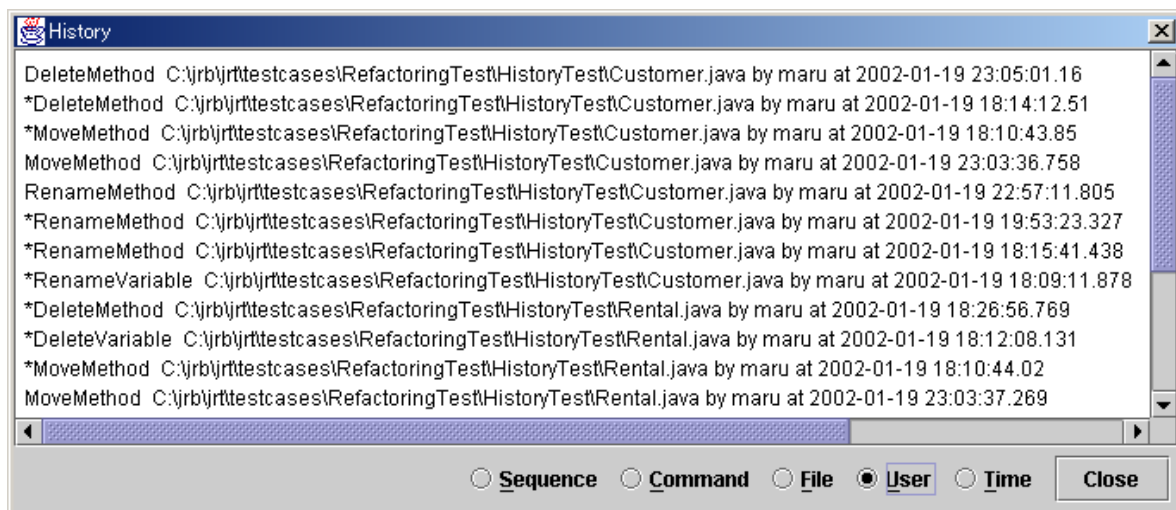 History
DeleteMethod C:\jrb\jrt\testcases\RefactoringTest\HistoryTest\Customer.java by maru at 2002-01-19 23:05:01.16
*DeleteMethod C:\jrb\jrt\testcases\RefactoringTest\HistoryTest\Customer.java by maru at 2002-01-19 18:14:12.51
*MoveMethod C:\jrb\jrt\testcases\RefactoringTest\HistoryTest\Customer.java by maru at 2002-01-19 18:10:43.85
MoveMethod C:\jrb\jrt\testcases\RefactoringTest\HistoryTest\Customer.java by maru at 2002-01-19 23:03:36.758
RenameMethod C:\jrb\jrt\testcases\RefactoringTest\HistoryTest\Customer.java by maru at 2002-01-19 22:57:11.805
*RenameMethod C:\jrb\jrt\testcases\RefactoringTest\HistoryTest\Customer.java by maru at 2002-01-19 19:53:23.327
*RenameMethod C:\jrb\jrt\testcases\RefactoringTest\HistoryTest\Customer.java by maru at 2002-01-19 18:15:41.438
*RenameVariable C:\jrb\jrt\testcases\RefactoringTest\HistoryTest\Customer.java by maru at 2002-01-19 18:09:11.878
*DeleteMethod C:\jrb\jrt\testcases\RefactoringTest\HistoryTest\Rental.java by maru at 2002-01-19 18:26:56.769
*DeleteVariable C:\jrb\jrt\testcases\RefactoringTest\HistoryTest\Rental.java by maru at 2002-01-19 18:12:08.131
*MoveMethod C:\jrb\jrt\testcases\RefactoringTest\HistoryTest\Rental.java by maru at 2002-01-19 18:10:44.02
MoveMethod C:\jrb\jrt\testcases\RefactoringTest\HistoryTest\Rental.java by maru at 2002-01-19 23:03:37.269
Sequence Command File User Time Close